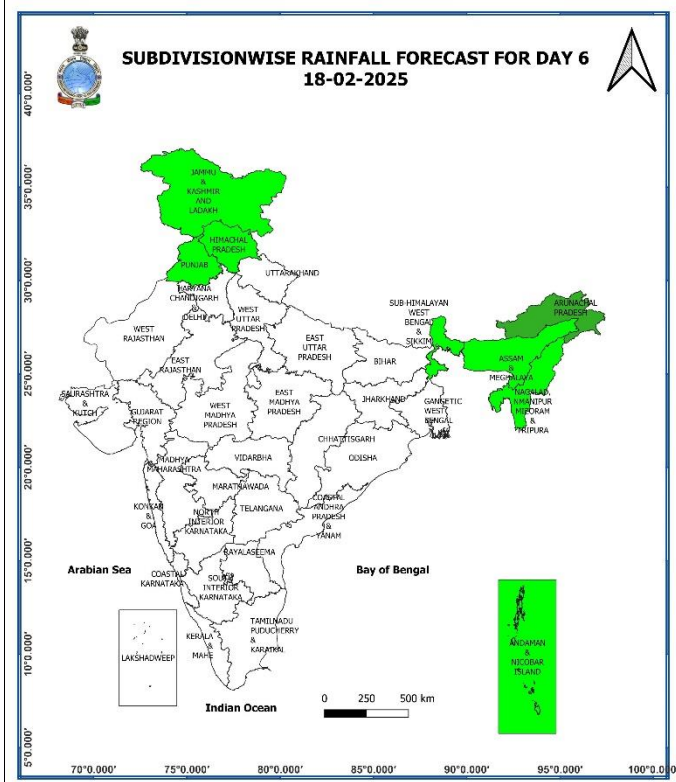 SUBDIVISIONWISE RAINFALL FORECAST FOR DAY 6
18-02-2025
40°0.000'
35°0.000'
30°0.000'
25°0.000'
20°0.000'
15°0.000'
10°0.000'
5°0.000'
JAMMU
&
KASHMIR
AND
LADAKH
HIMACHAL
PRADESH
PUNJAB
UTTARAKHAND
HARYANA
CHANDIGARH
&
DELHI
WEST
UTTAR
PRADESH
SUB-HIMALAYAN
WEST
BENGAL
&
SIKKIM
ARUNACHAL
PRADESH
WEST
RAJASTHAN
EAST
UTTAR
PRADESH
EAST
RAJASTHAN
BIHAR
ASSAM
&
MEGHALAYA
SAURASHTRA
&
KUTCH
GUJARAT
REGION
WEST
MADHYA
PRADESH
EAST
MADHYA
PRADESH
JHARKHAND
GANGETIC
WEST
BENGAL
NAGALAD,
NMANIPUR
MIZORAM
&
TRIPURA
CHHATTISGARH
ODISHA
MADHYA
MAHARASHTRA
VIDARBHA
MARATHAWADA
TELANGANA
KONKAN
&
GOA
NORTH
INTERIOR
KARNATAKA
COASTAL
ANDHRA
PRADESH
&
YANAM
RAYALASEEMA
Arabian Sea
COASTAL
KARNATAKA
SOUTH
INTERIOR
KARNATAKA
Bay of Bengal
LAKSHADWEEP
KERALA
&
MAHE
TAMILNADU
PUDUCHERRY
&
KARAIKAL
ANDAMAN
&
NICOBAR
ISLAND
Indian Ocean
0 250 500 km
70°0.000' 75°0.000' 80°0.000' 85°0.000' 90°0.000' 95°0.000' 100°0.000'